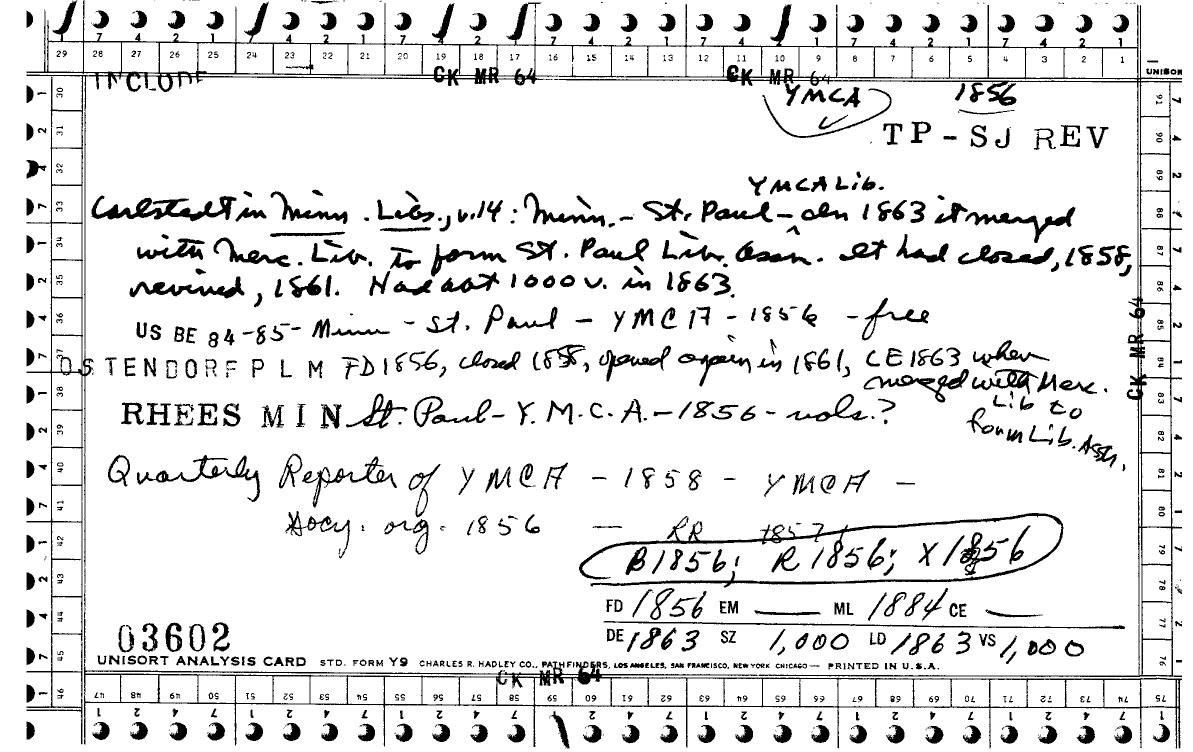 7 4 2 1 7 4 2 1 7 4 2 1 7 4 2 1 7 4 2 1 7 4 2 1 7 4 2 1
29 28 27 26 25 24 23 22 21 20 19 18 17 16 15 14 13 12 11 10 9 8 7 6 5 4 3 2 1
INCLUDE CK MR 64 CK MR 64 UNISOR
YMCA 1856
TP-SJ REV
YMCA Lib.
Carlstedt in Minn. Libs., v.14: Minn. - St. Paul - ^ In 1863 it merged
with Merc. Lib. to form St. Paul Lib. Assn. It had closed, 1858,
revived, 1861. Had abt 1000 v. in 1863.
US BE 84-85 - Minn - St. Paul - YMCA - 1856 - free
OSTENDORF P L M FD 1856, closed 1858, opened again in 1861, CE 1863 when
merged with Merc.
Lib to
form Lib. Assn.
RHEES MIN St. Paul - Y.M.C.A. - 1856 - vols.?
Quarterly Reporter of YMCA - 1858 - YMCA -
Socy. org. 1856 — RR 1857
B1856; R1856; X1856
FD 1856 EM — ML 1884 CE —
DE 1863 SZ 1,000 LD 1863 VS 1,000
03602
UNISORT ANALYSIS CARD STD. FORM Y9 CHARLES R. HADLEY CO., PATHFINDERS, LOS ANGELES, SAN FRANCISCO, NEW YORK CHICAGO — PRINTED IN U.S.A.
CK MR 64
CK MR 64
30 31 32 33 34 35 36 37 38 39 40 41 42 43 44 45 46
91 90 89 88 87 86 85 84 83 82 81 80 79 78 77 76 75
47 48 49 50 51 52 53 54 55 56 57 58 59 60 61 62 63 64 65 66 67 68 69 70 71 72 73 74